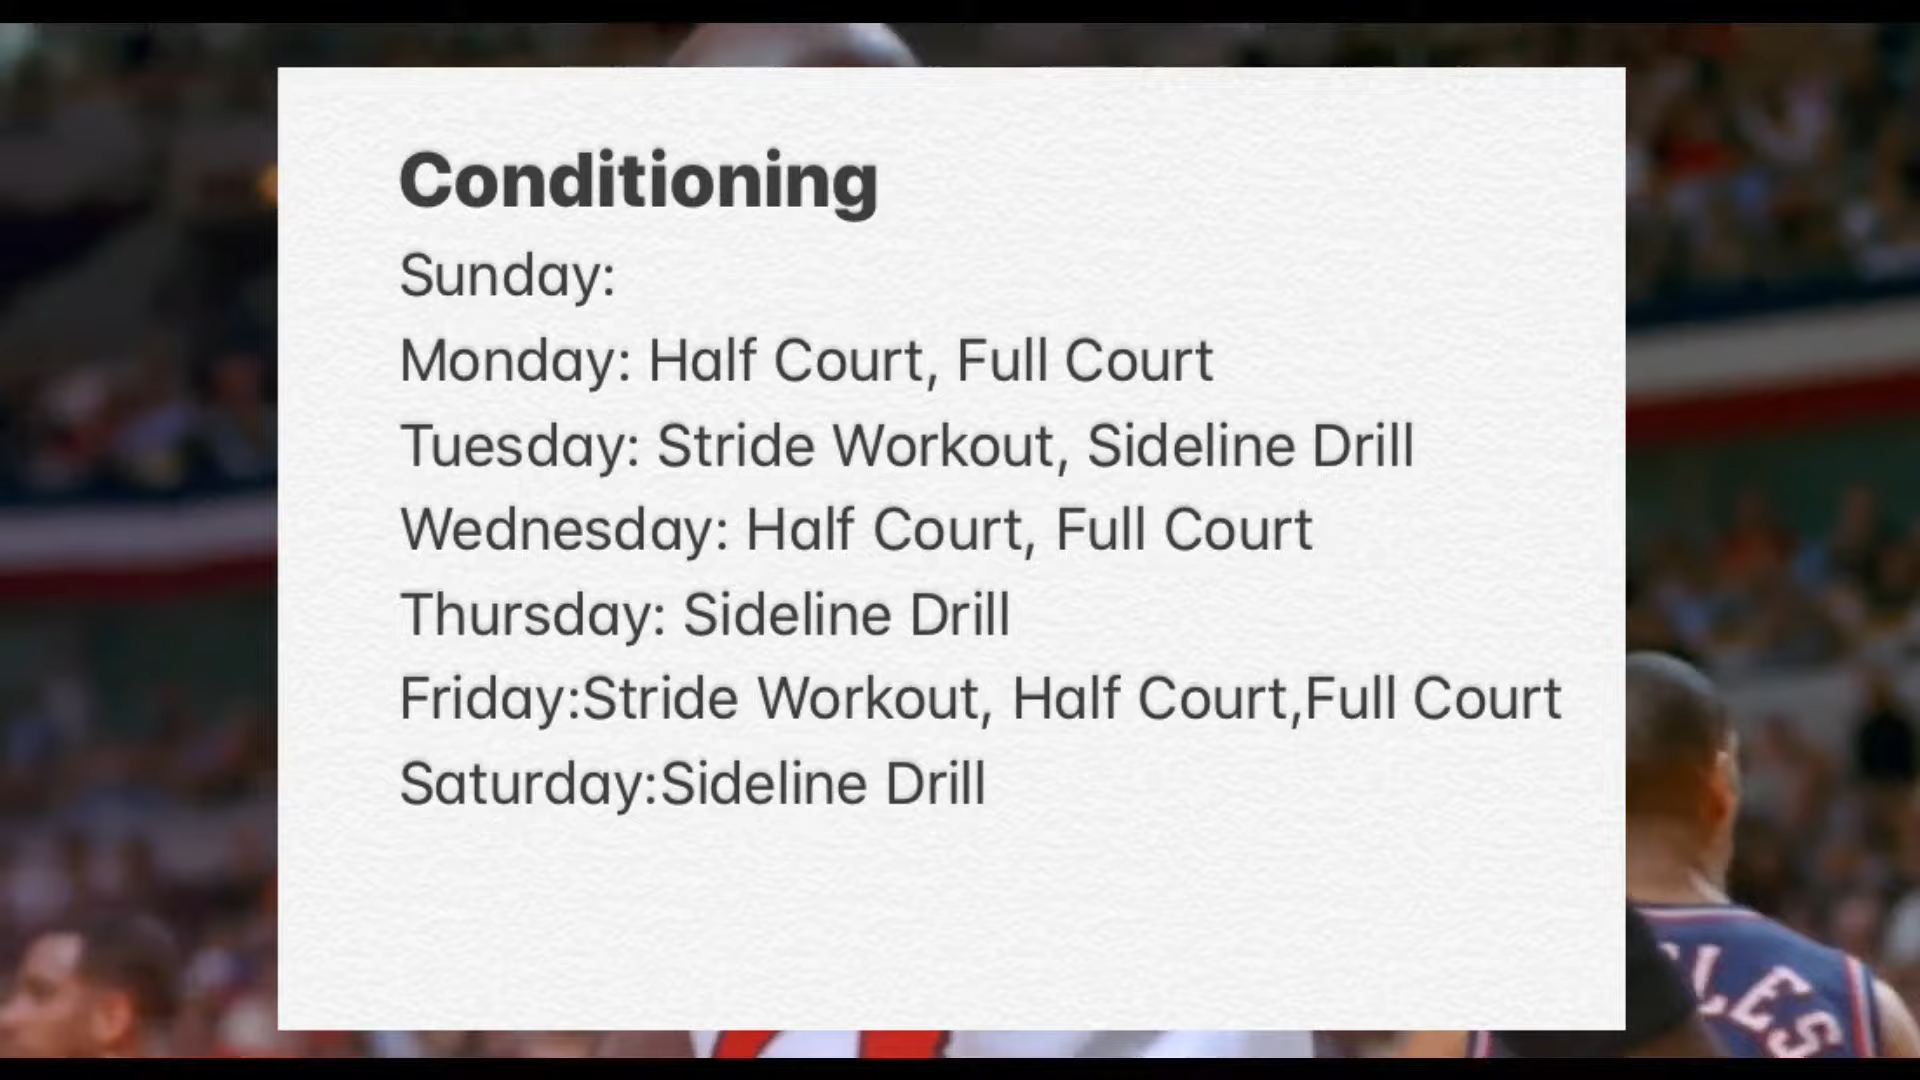 Conditioning
Sunday:
Monday: Half Court, Full Court
Tuesday: Stride Workout, Sideline Drill
Wednesday: Half Court, Full Court
Thursday: Sideline Drill
Friday:Stride Workout, Half Court,Full Court
Saturday:Sideline Drill
LES